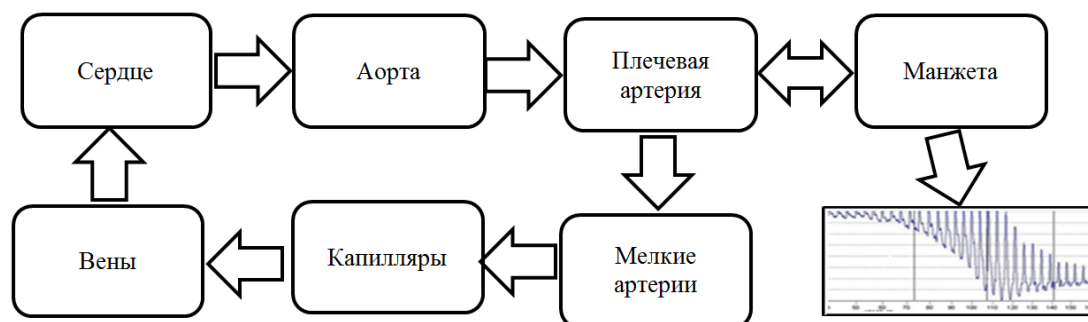 Сердце
Аорта
Плечевая
артерия
Манжета
Вены
Капилляры
Мелкие
артерии